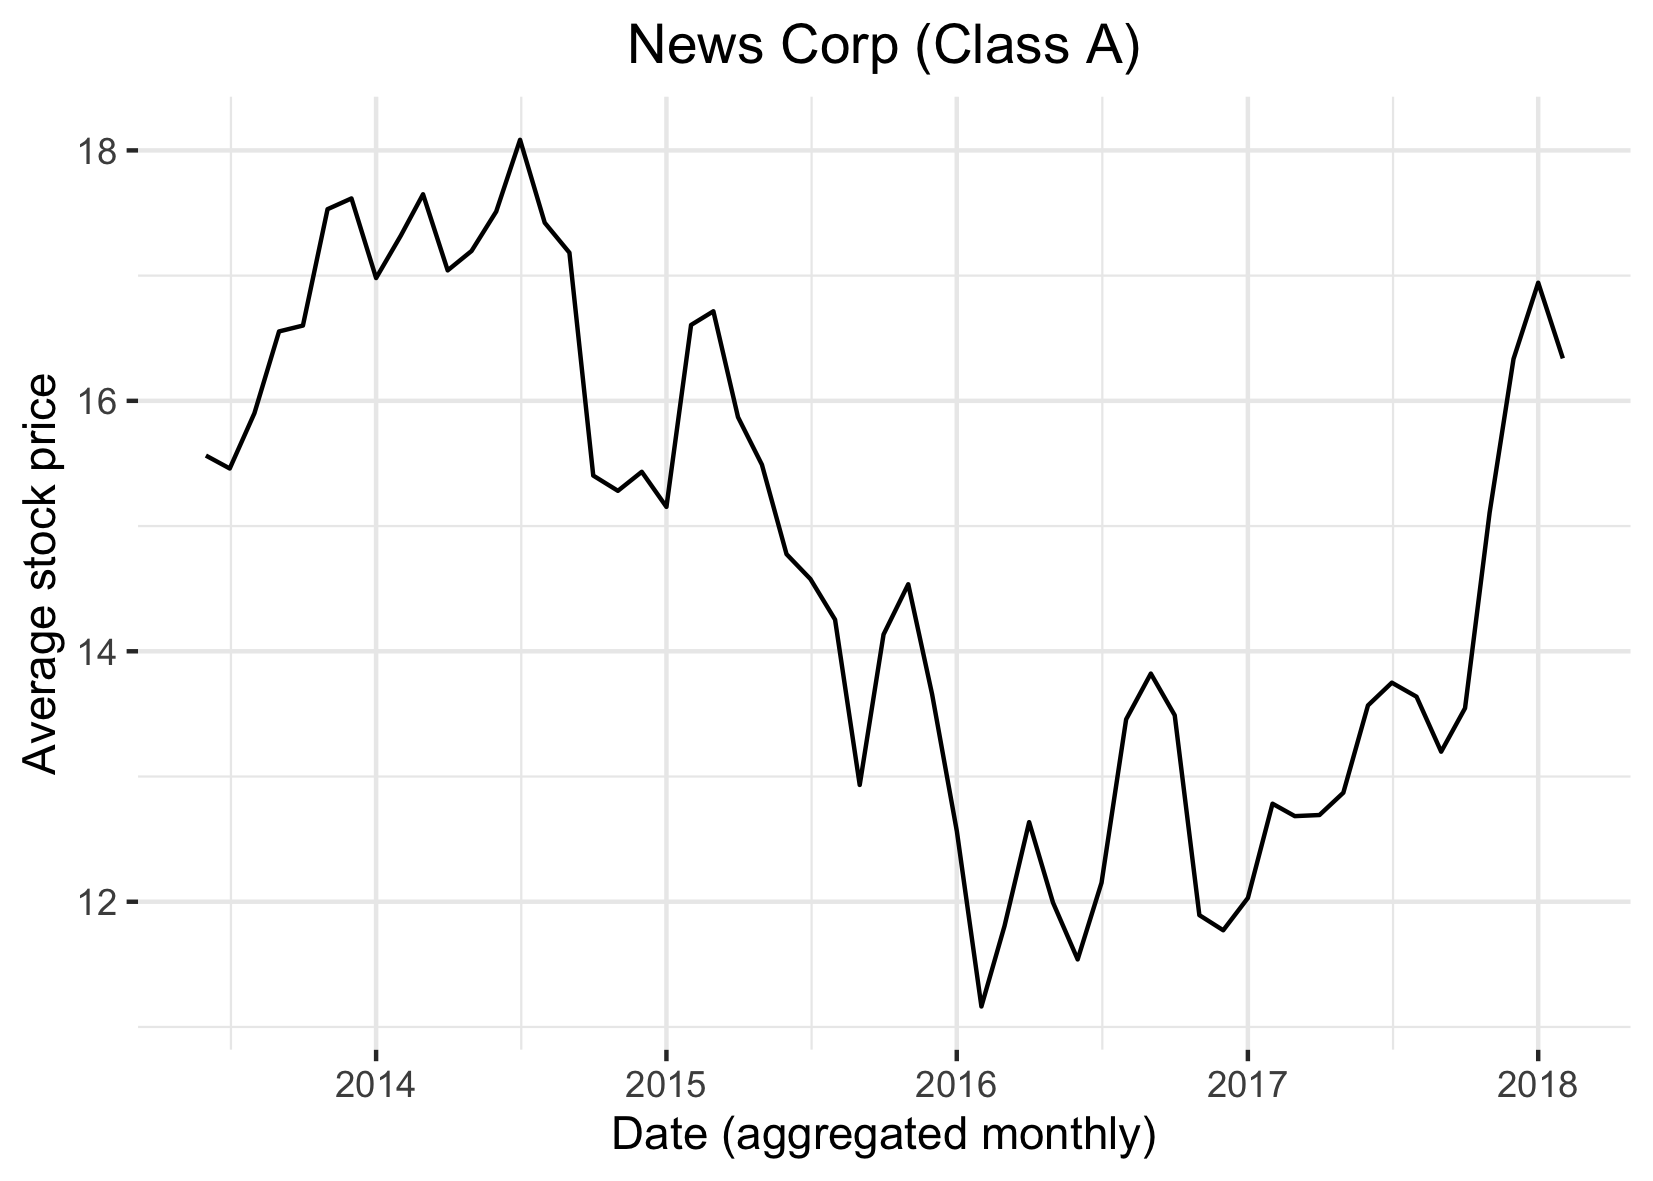 News Corp (Class A)
18
16
14
12
Average stock price
2014 2015 2016 2017 2018
Date (aggregated monthly)